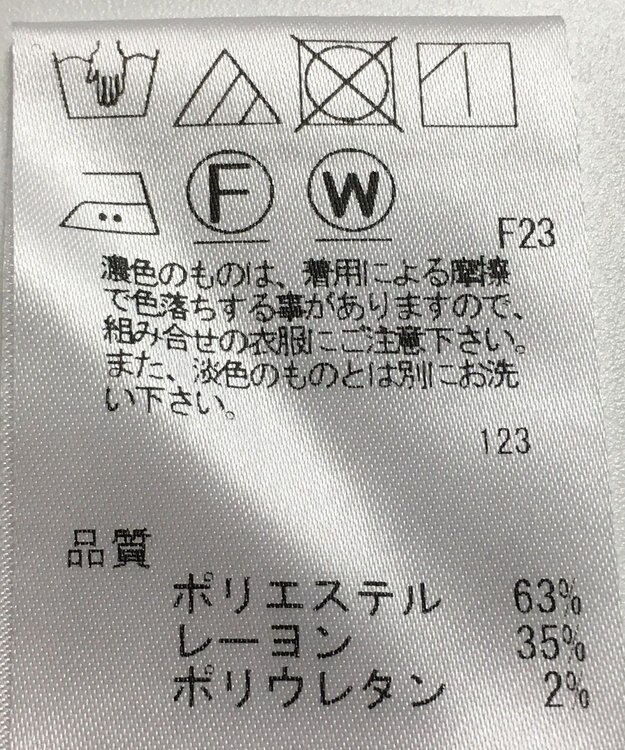 F
W
F23
濃色のものは、着用による摩擦
で色落ちする事がありますので、
組み合せの衣服にご注意下さい。
また、淡色のものとは別にお洗
い下さい。
123
品質
ポリエステル 63%
レーヨン 35%
ポリウレタン 2%